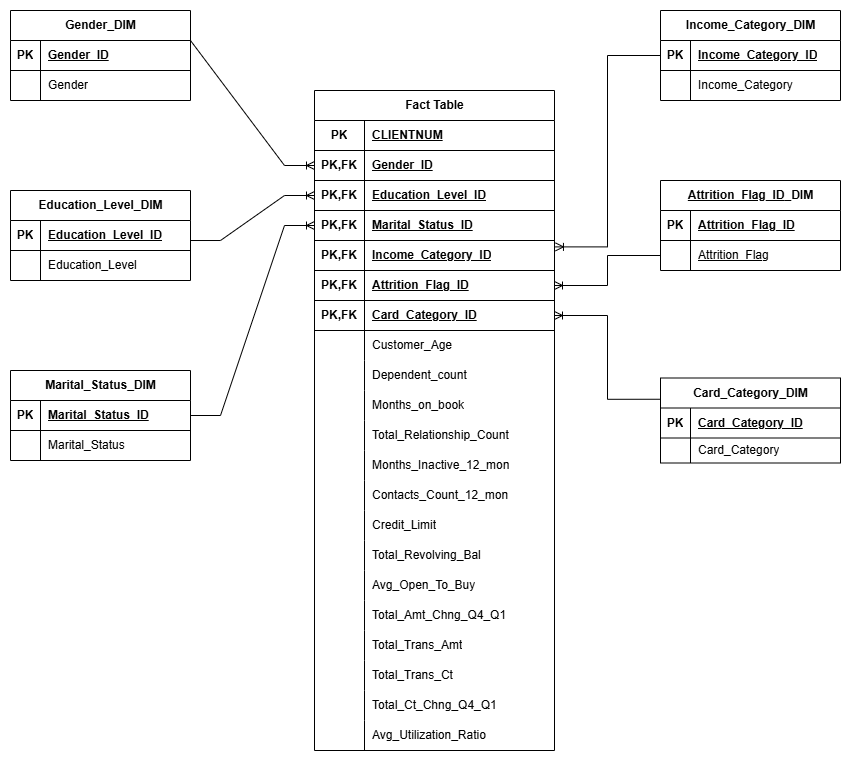 Gender_DIM
PK Gender_ID
Gender
Education_Level_DIM
PK Education_Level_ID
Education_Level
Marital_Status_DIM
PK Marital_Status_ID
Marital_Status
Fact Table
PK CLIENTNUM
PK,FK Gender_ID
PK,FK Education_Level_ID
PK,FK Marital_Status_ID
PK,FK Income_Category_ID
PK,FK Attrition_Flag_ID
PK,FK Card_Category_ID
Customer_Age
Dependent_count
Months_on_book
Total_Relationship_Count
Months_Inactive_12_mon
Contacts_Count_12_mon
Credit_Limit
Total_Revolving_Bal
Avg_Open_To_Buy
Total_Amt_Chng_Q4_Q1
Total_Trans_Amt
Total_Trans_Ct
Total_Ct_Chng_Q4_Q1
Avg_Utilization_Ratio
Income_Category_DIM
PK Income_Category_ID
Income_Category
Attrition_Flag_ID_DIM
PK Attrition_Flag_ID
Attrition_Flag
Card_Category_DIM
PK Card_Category_ID
Card_Category